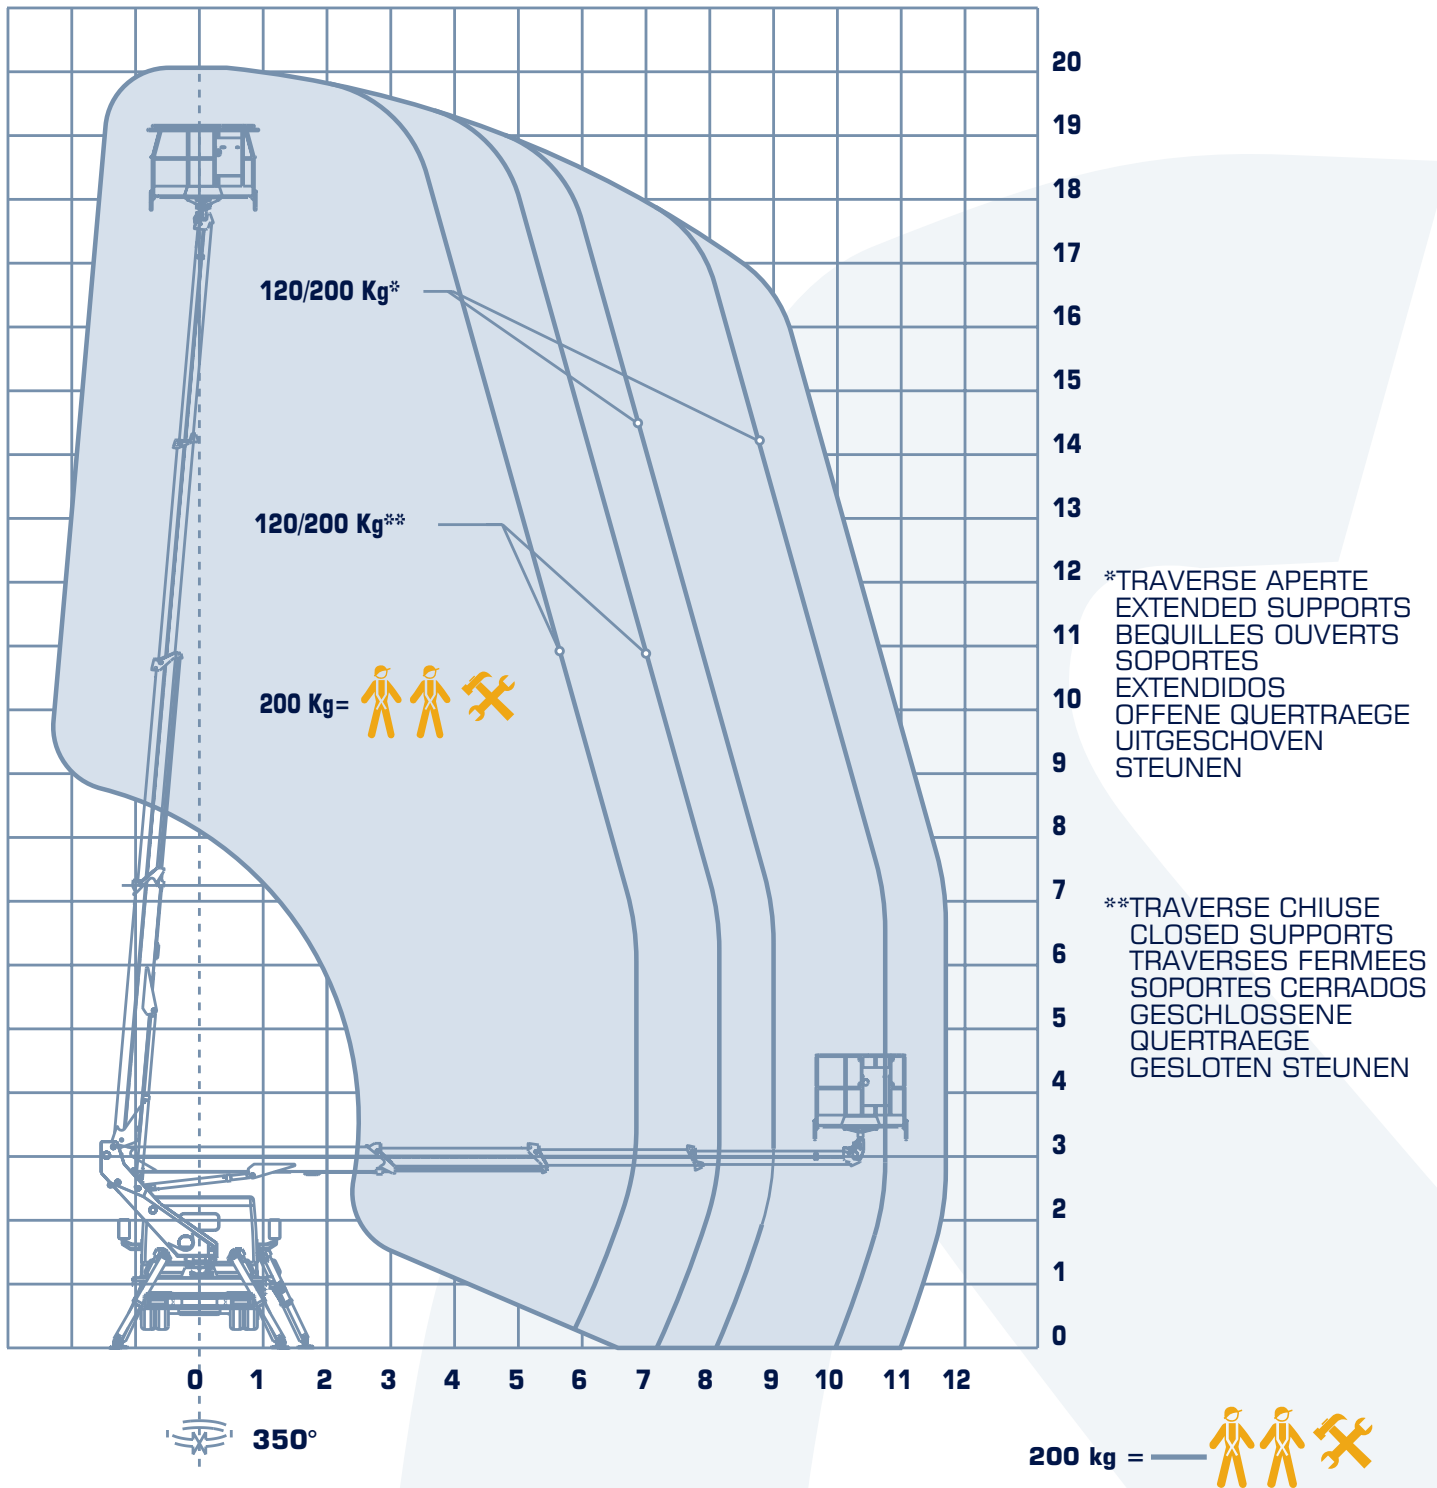 20
19
18
17
120/200 Kg*
16
15
14
13
120/200 Kg**
12
*TRAVERSE APERTE
EXTENDED SUPPORTS
11
BEQUILLES OUVERTS
SOPORTES
EXTENDIDOS
10
200 Kg=
OFFENE QUERTRAEGE
UITGESCHOVEN
9
STEUNEN
8
7
**TRAVERSE CHIUSE
CLOSED SUPPORTS
6
TRAVERSES FERMEES
SOPORTES CERRADOS
5
GESCHLOSSENE
QUERTRAEGE
GESLOTEN STEUNEN
4
3
2
1
0
0 1 2 3 4 5 6 7 8 9 10 11 12
350°
200 kg =